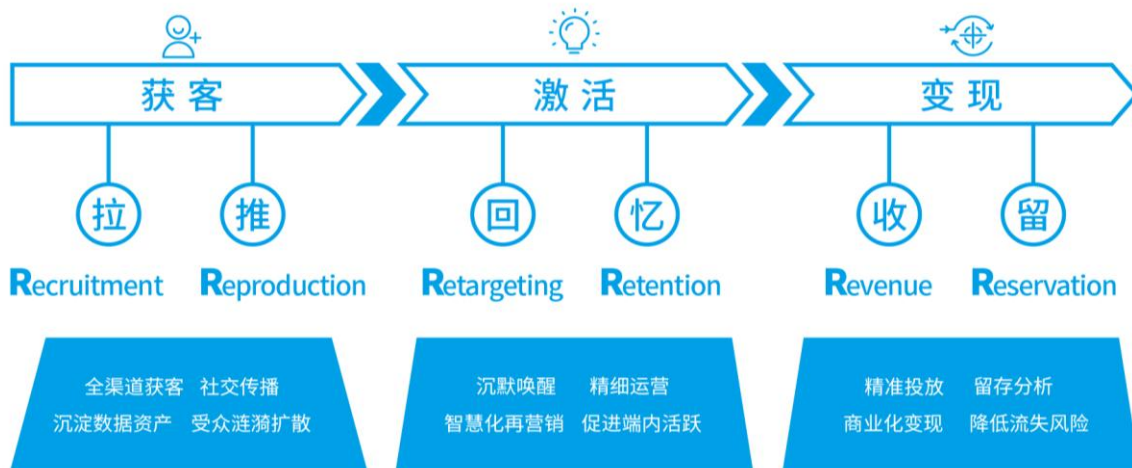 获客
激活
变现
拉
推
回
忆
收
留
Recruitment
Reproduction
Retargeting
Retention
Revenue
Reservation
全渠道获客 社交传播
沉淀数据资产 受众涟漪扩散
沉默唤醒 精细运营
智慧化再营销 促进端内活跃
精准投放 留存分析
商业化变现 降低流失风险